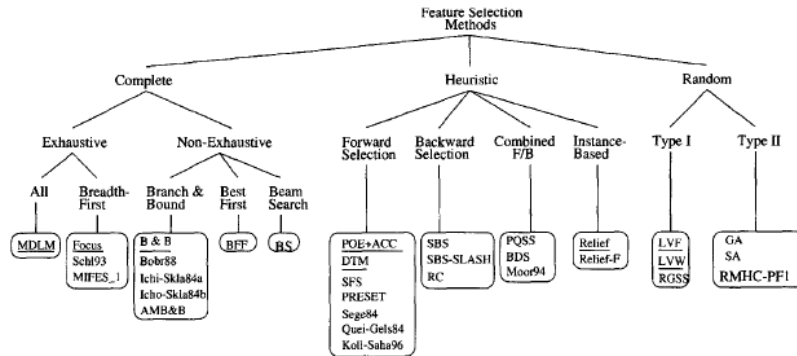 Feature Selection
Methods
Complete
Heuristic
Random
Exhaustive
Non-Exhaustive
Forward
Selection
Backward
Selection
Combined
F/B
Instance-
Based
Type I
Type II
All
Breadth-
First
Branch &
Bound
Best
First
Beam
Search
MDLM
Focus
Schl93
MIFES_1
B & B
Bobr88
Ichi-Skla84a
Icho-Skla84b
AMB&B
BFF
BS
POE+ACC
DTM
SFS
PRESET
Sege84
Quei-Gels84
Koll-Saha96
SBS
SBS-SLASH
RC
PQSS
BDS
Moor94
Relief
Relief-F
LVF
LVW
RGSS
GA
SA
RMHC-PF1